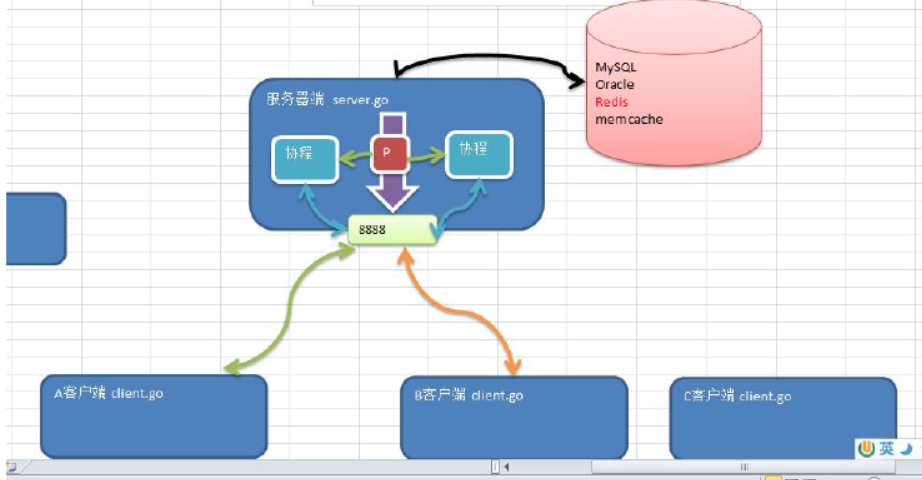 MySQL
Oracle
Redis
memcache
服务器端 server.go
协程
P
协程
8888
A客户端 client.go
B客户端 client.go
C客户端 client.go
英